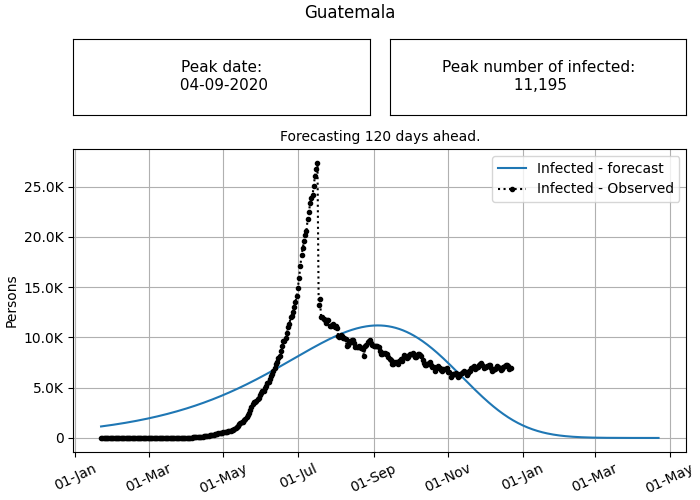 Guatemala
Peak date:
04-09-2020
Peak number of infected:
11,195
Forecasting 120 days ahead.
Infected - forecast
Infected - Observed
Persons
25.0K
20.0K
15.0K
10.0K
5.0K
0
01-Jan
01-Mar
01-May
01-Jul
01-Sep
01-Nov
01-Jan
01-Mar
01-May